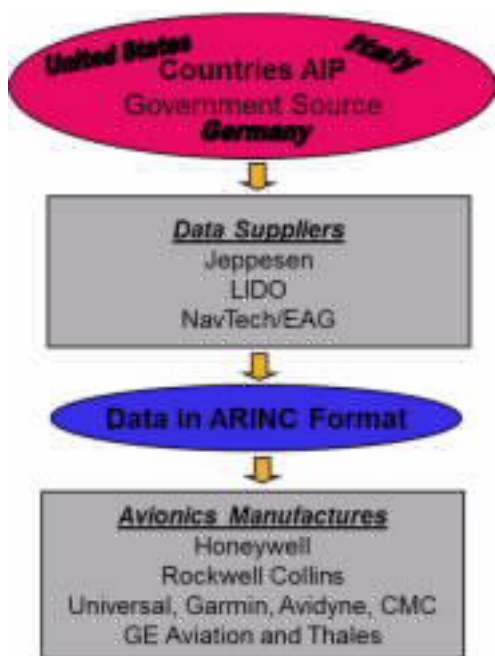 United States Italy
Countries AIP
Government Source
Germany
Data Suppliers
Jeppesen
LIDO
NavTech/EAG
Data in ARINC Format
Avionics Manufactures
Honeywell
Rockwell Collins
Universal, Garmin, Avidyne, CMC
GE Aviation and Thales